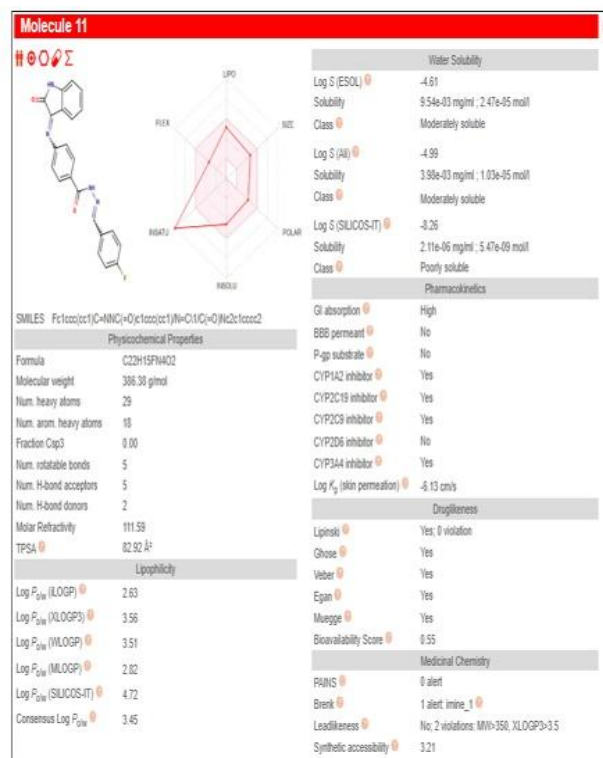 Molecule 11
LIPO
SIZE
POLAR
INSOLU
INSATU
FLEX
SMILES Fc1ccc(cc1)C=NNC(=O)c1ccc(cc1)/N=C\1/C(=O)Nc2c1cccc2
Physicochemical Properties
Formula C22H15FN4O2
Molecular weight 386.38 g/mol
Num. heavy atoms 29
Num. arom. heavy atoms 18
Fraction Csp3 0.00
Num. rotatable bonds 5
Num. H-bond acceptors 5
Num. H-bond donors 2
Molar Refractivity 111.59
TPSA 82.92 Å²
Lipophilicity
Log Po/w (iLOGP) 2.63
Log Po/w (XLOGP3) 3.56
Log Po/w (WLOGP) 3.51
Log Po/w (MLOGP) 2.82
Log Po/w (SILICOS-IT) 4.72
Consensus Log Po/w 3.45
Water Solubility
Log S (ESOL) -4.61
Solubility 9.54e-03 mg/ml ; 2.47e-05 mol/l
Class Moderately soluble
Log S (Ali) -4.99
Solubility 3.98e-03 mg/ml ; 1.03e-05 mol/l
Class Moderately soluble
Log S (SILICOS-IT) -8.26
Solubility 2.11e-06 mg/ml ; 5.47e-09 mol/l
Class Poorly soluble
Pharmacokinetics
GI absorption High
BBB permeant No
P-gp substrate No
CYP1A2 inhibitor Yes
CYP2C19 inhibitor Yes
CYP2C9 inhibitor Yes
CYP2D6 inhibitor No
CYP3A4 inhibitor Yes
Log Kp (skin permeation) -6.13 cm/s
Druglikeness
Lipinski Yes; 0 violation
Ghose Yes
Veber Yes
Egan Yes
Muegge Yes
Bioavailability Score 0.55
Medicinal Chemistry
PAINS 0 alert
Brenk 1 alert: imine_1
Leadlikeness No; 2 violations: MW>350, XLOGP3>3.5
Synthetic accessibility 3.21